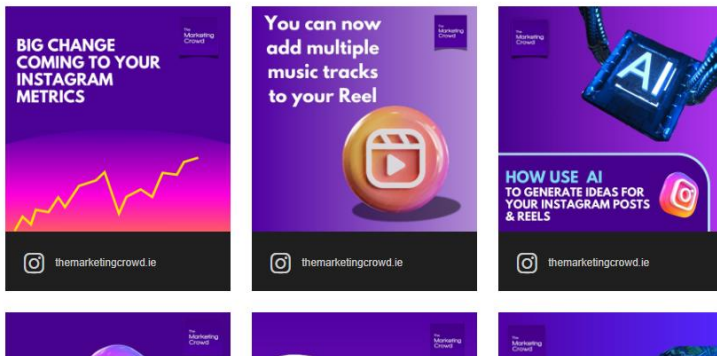 BIG CHANGE
COMING TO YOUR
INSTAGRAM
METRICS
The
Marketing
Crowd
themarketingcrowd.ie
You can now
add multiple
music tracks
to your Reel
The
Marketing
Crowd
themarketingcrowd.ie
The
Marketing
Crowd
AI
HOW USE AI
TO GENERATE IDEAS FOR
YOUR INSTAGRAM POSTS
& REELS
themarketingcrowd.ie
The
Marketing
Crowd
The
Marketing
Crowd
The
Marketing
Crowd